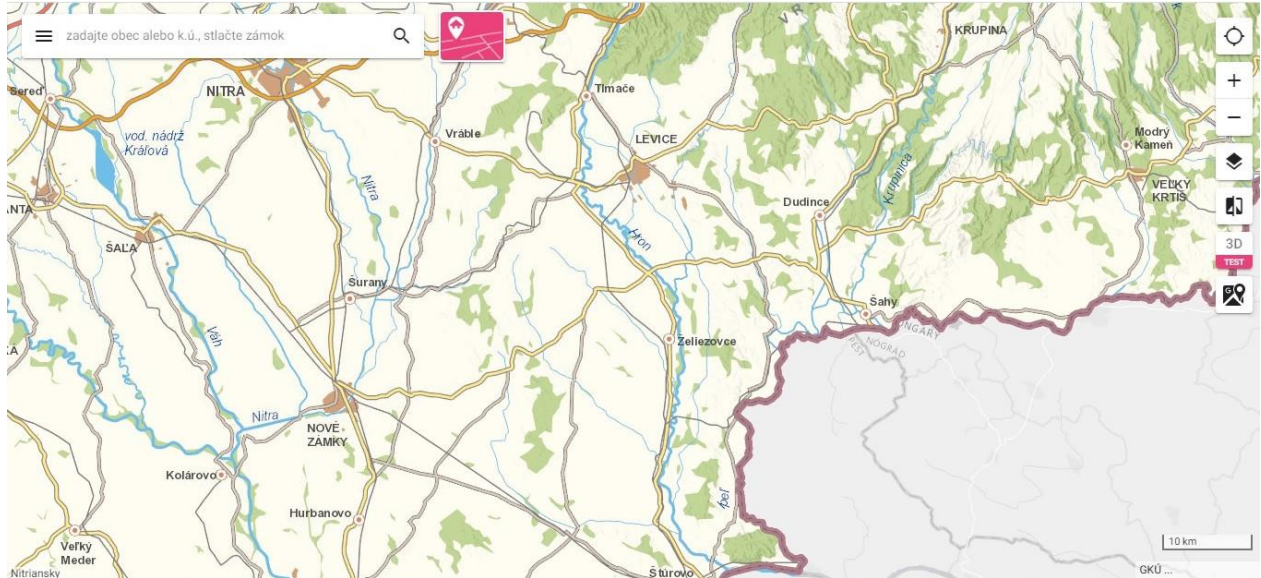 zadajte obec alebo k.ú., stlačte zámok
KRUPINA
Sereď
NITRA
Tlmače
vod. nádrž
Kráľová
Vráble
LEVICE
Modrý
Kameň
Nitra
Krupinica
VEĽKÝ
KRTÍŠ
ANTA
Dudince
ŠAĽA
Hron
3D
TEST
Šurany
Šahy
Váh
HUNGARY
NÓGRÁD
PEST
Želiezovce
Nitra
NOVÉ
ZÁMKY
Kolárovo
Ipeľ
Hurbanovo
Veľký
Meder
10 km
Nitriansky
Štúrovo
GKÚ ...